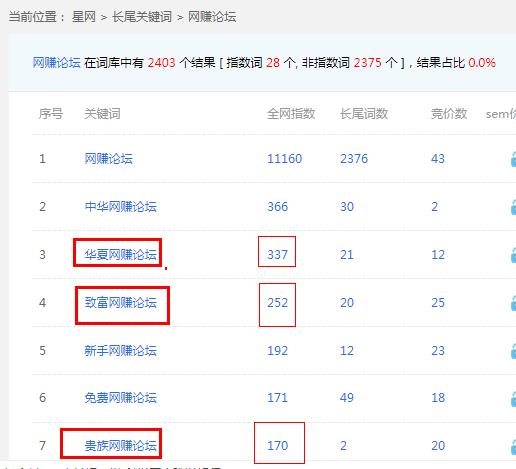 当前位置： 星网 > 长尾关键词 > 网赚论坛
网赚论坛 在词库中有 2403 个结果 [ 指数词 28 个, 非指数词 2375 个 ]，结果占比 0.0%
序号 关键词 全网指数 长尾词数 竞价数 sem价
1 网赚论坛 11160 2376 43
2 中华网赚论坛 366 30 2
3 华夏网赚论坛 337 21 12
4 致富网赚论坛 252 20 25
5 新手网赚论坛 192 12 23
6 免费网赚论坛 171 49 18
7 贵族网赚论坛 170 2 20